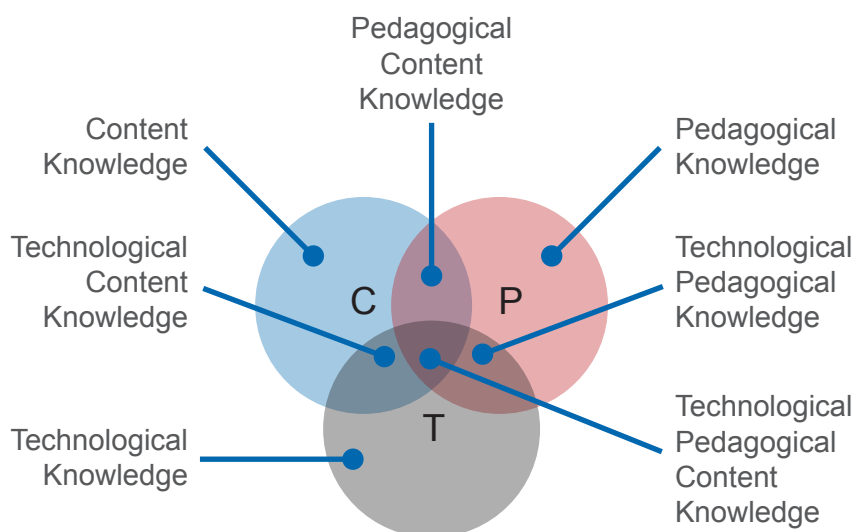 Pedagogical
Content
Knowledge
Content
Knowledge
Pedagogical
Knowledge
Technological
Content
Knowledge
Technological
Pedagogical
Knowledge
C
P
T
Technological
Knowledge
Technological
Pedagogical
Content
Knowledge